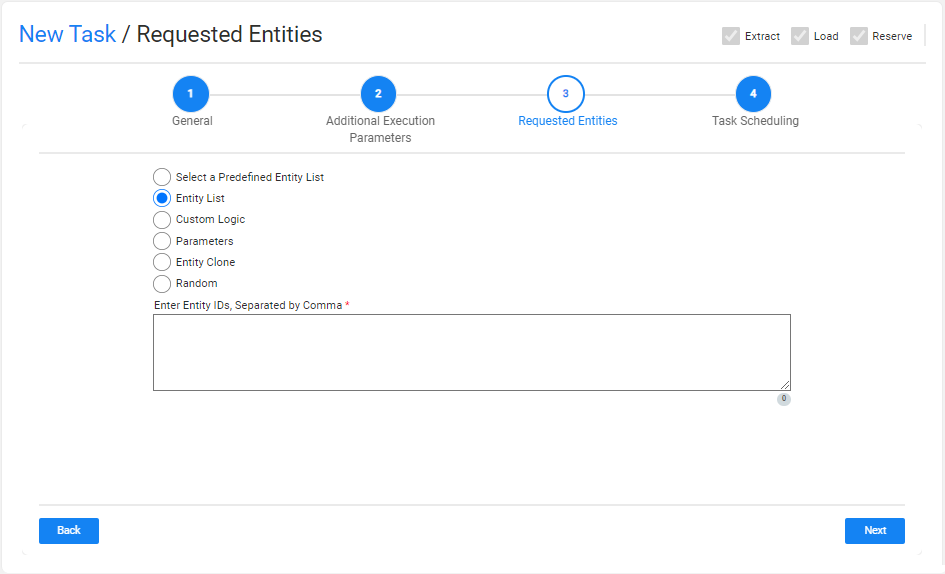 New Task / Requested Entities
Extract Load Reserve
1 2 3 4
General Additional Execution Requested Entities Task Scheduling
Parameters
Select a Predefined Entity List
Entity List
Custom Logic
Parameters
Entity Clone
Random
Enter Entity IDs, Separated by Comma *
0
Back Next